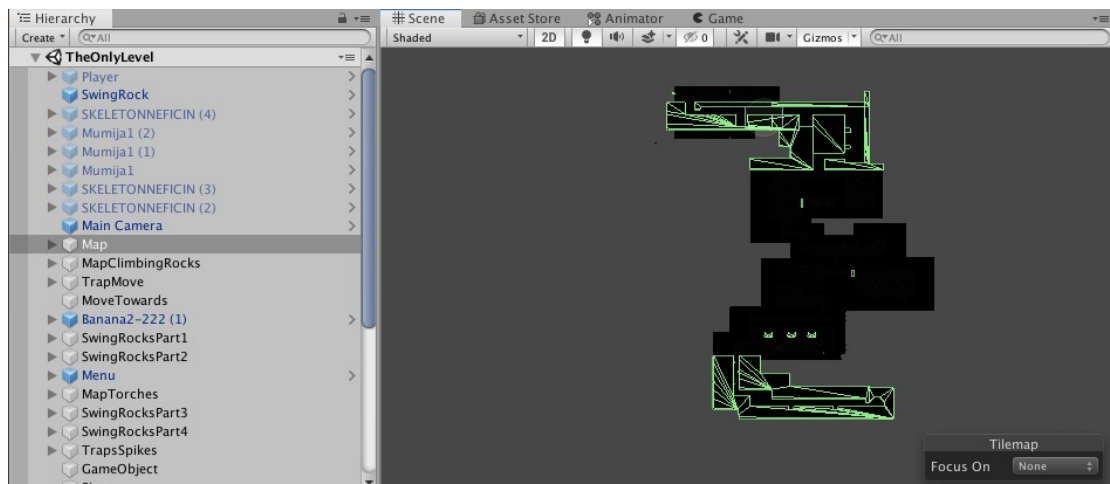 Hierarchy
Scene
Asset Store
Animator
Game
Create
All
Shaded
2D
0
Gizmos
All
TheOnlyLevel
Player
SwingRock
SKELETONNEFICIN (4)
Mumija1 (2)
Mumija1 (1)
Mumija1
SKELETONNEFICIN (3)
SKELETONNEFICIN (2)
Main Camera
Map
MapClimbingRocks
TrapMove
MoveTowards
Banana2-222 (1)
SwingRocksPart1
SwingRocksPart2
Menu
MapTorches
SwingRocksPart3
SwingRocksPart4
TrapsSpikes
GameObject
Tilemap
Focus On None